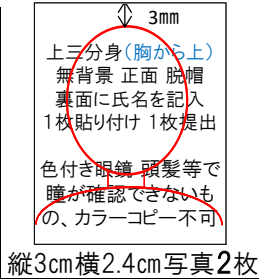 3mm
上三分身(胸から上)
無背景 正面 脱帽
裏面に氏名を記入
1枚貼り付け 1枚提出
色付き眼鏡 頭髪等で
瞳が確認できないも
の、カラーコピー不可
縦3cm横2.4cm写真2枚